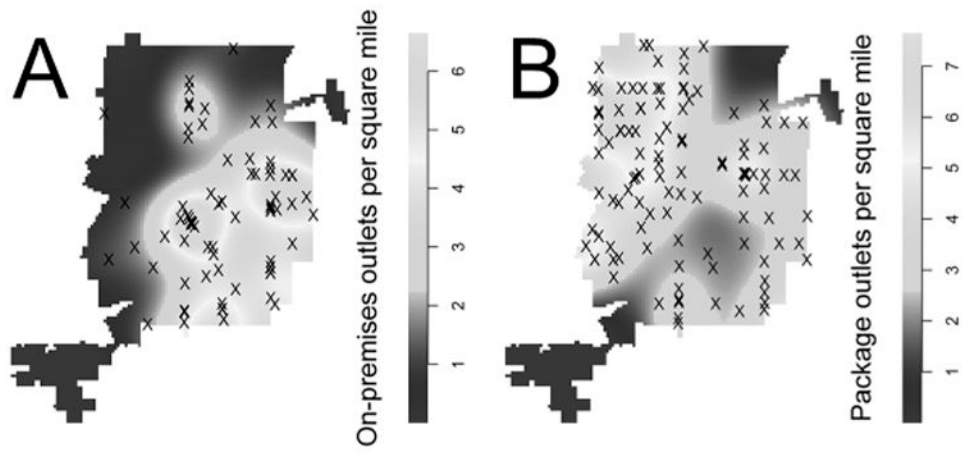 A
On-premises outlets per square mile
1 2 3 4 5 6
B
Package outlets per square mile
1 2 3 4 5 6 7